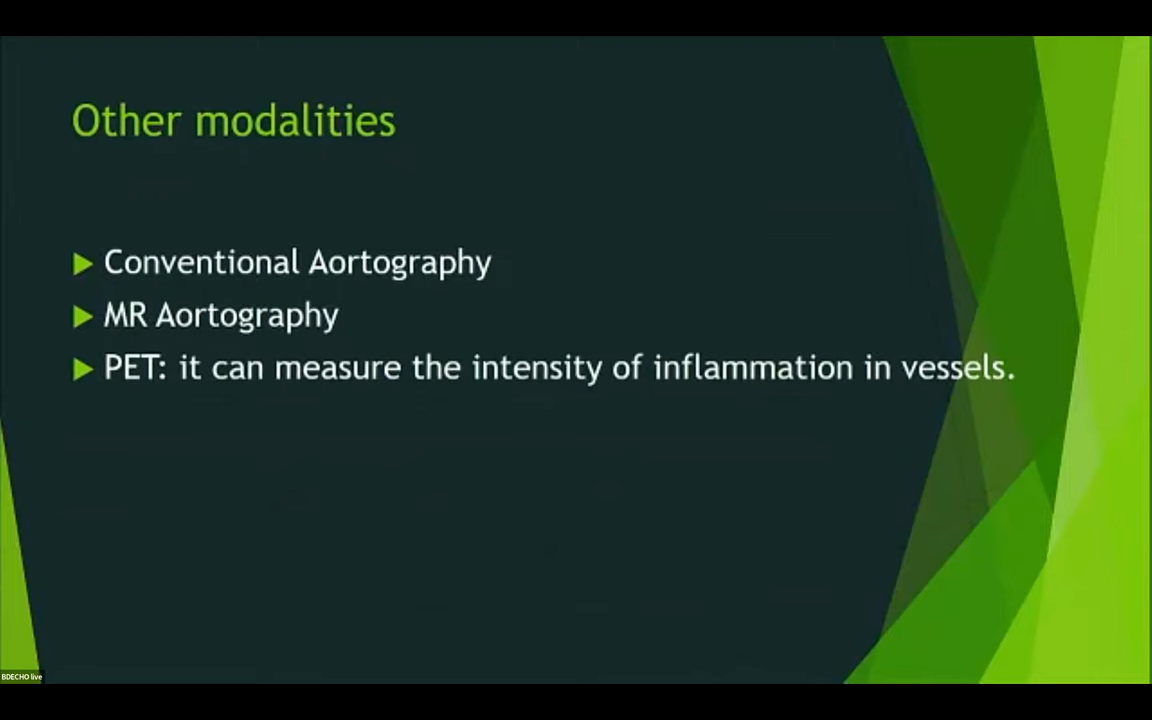 Other modalities
Conventional Aortography
MR Aortography
PET: it can measure the intensity of inflammation in vessels.
BDECHO live